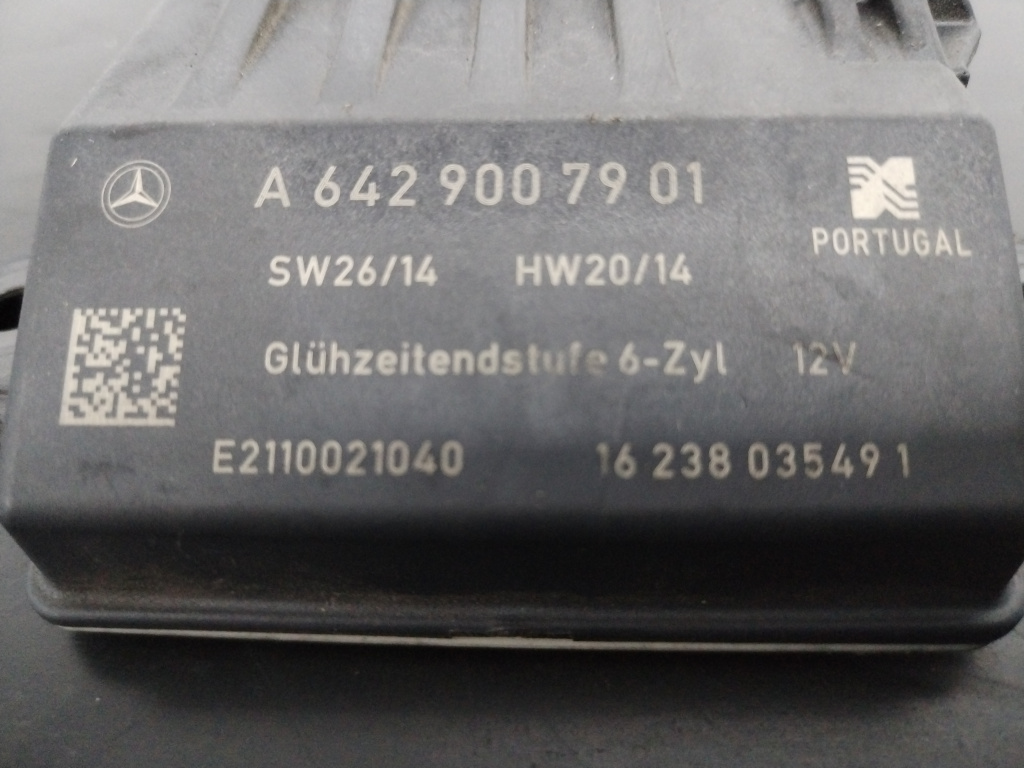 A 642 900 79 01
PORTUGAL
SW26/14 HW20/14
Glühzeitendstufe 6-Zyl 12V
E2110021040 16 238 03549 1